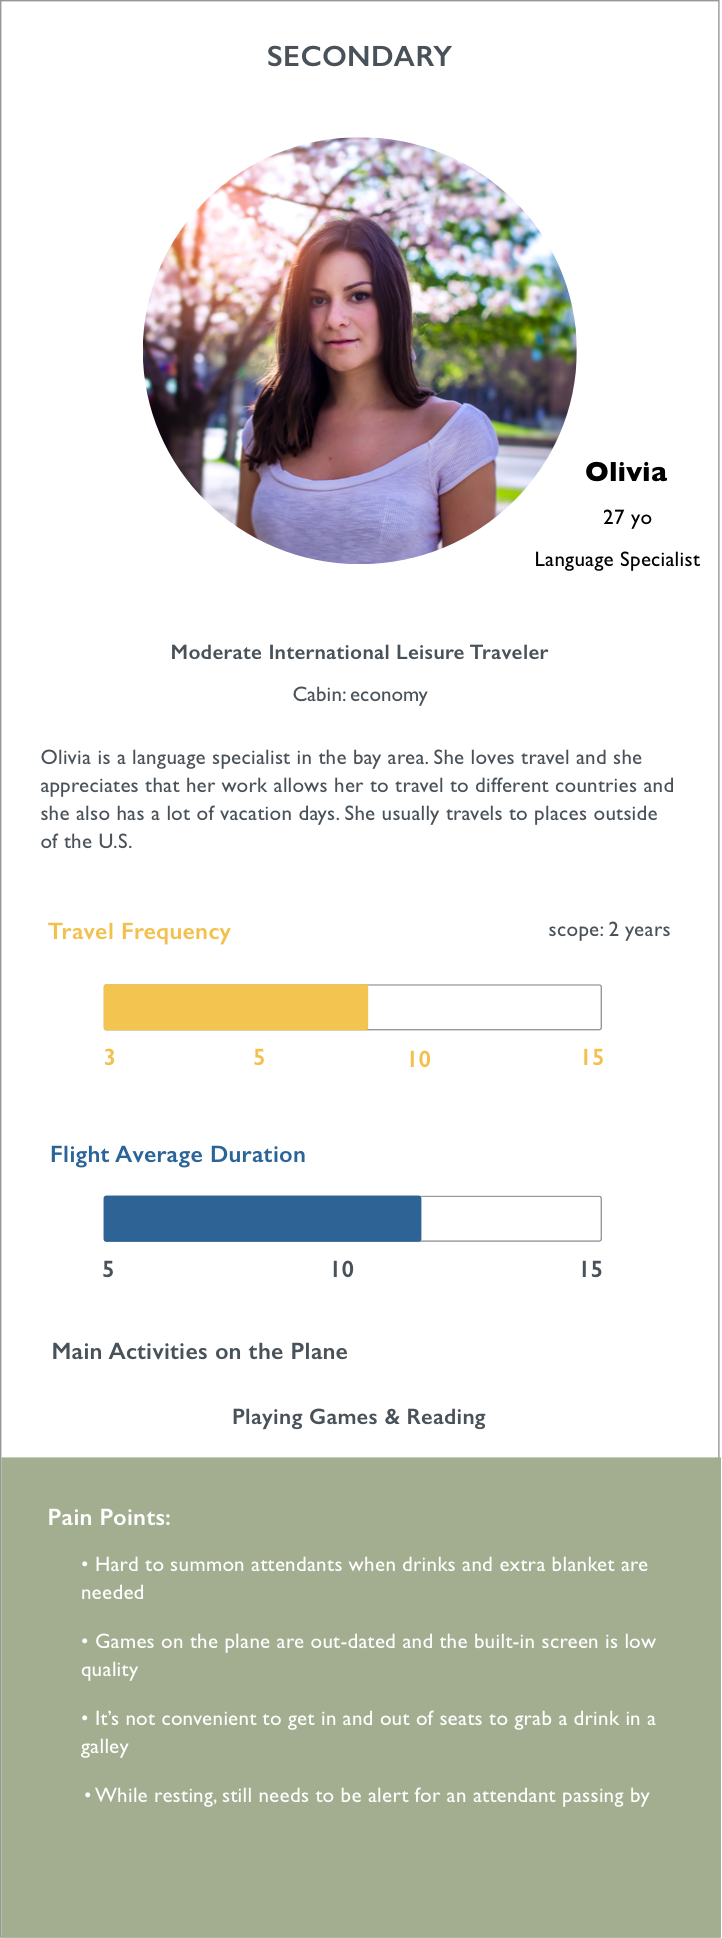 SECONDARY
Olivia
27 yo
Language Specialist
Moderate International Leisure Traveler
Cabin: economy
Olivia is a language specialist in the bay area. She loves travel and she
appreciates that her work allows her to travel to different countries and
she also has a lot of vacation days. She usually travels to places outside
of the U.S.
Travel Frequency
scope: 2 years
3 5 10 15
Flight Average Duration
5 10 15
Main Activities on the Plane
Playing Games & Reading
Pain Points:
• Hard to summon attendants when drinks and extra blanket are
needed
• Games on the plane are out-dated and the built-in screen is low
quality
• It’s not convenient to get in and out of seats to grab a drink in a
galley
• While resting, still needs to be alert for an attendant passing by